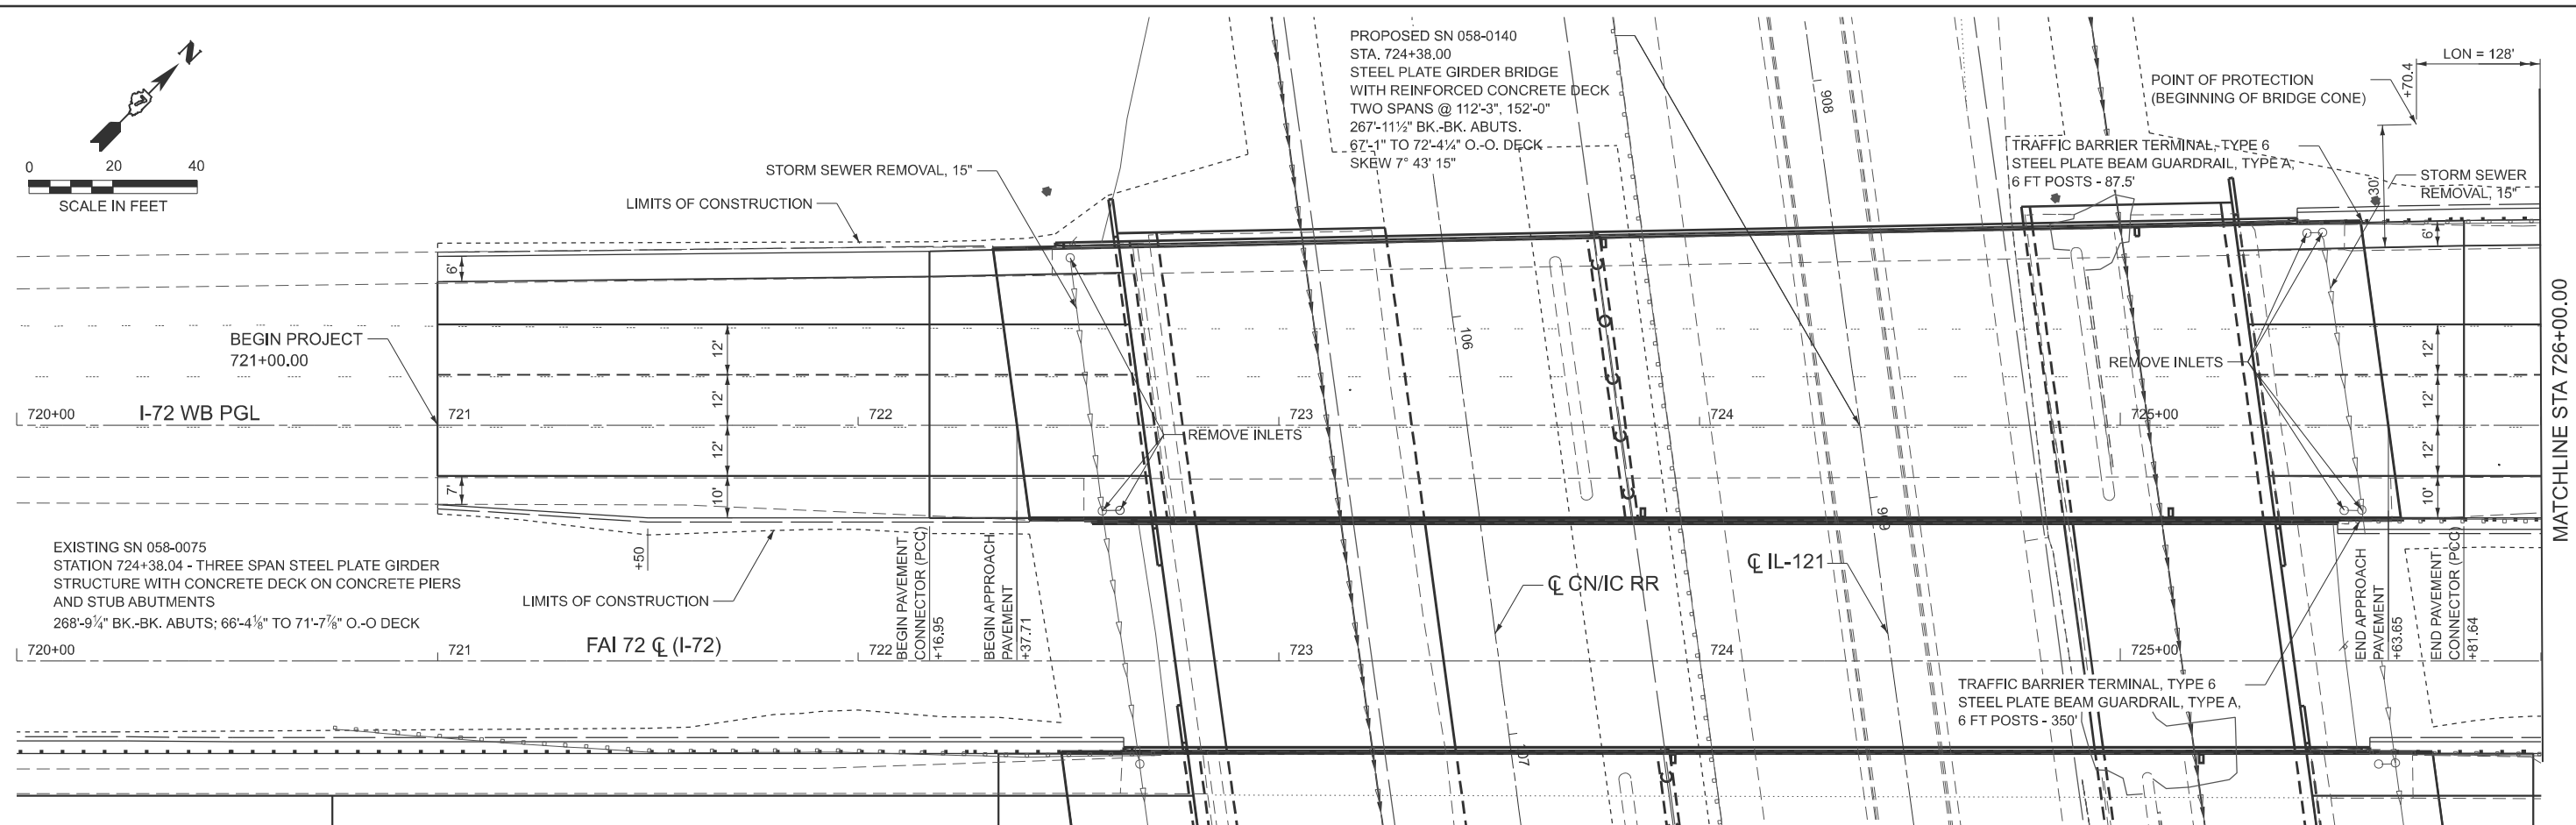 N
0 20 40
SCALE IN FEET
PROPOSED SN 058-0140
STA. 724+38.00
STEEL PLATE GIRDER BRIDGE
WITH REINFORCED CONCRETE DECK
TWO SPANS @ 112'-3", 152'-0"
267'-11½" BK.-BK. ABUTS.
67'-1" TO 72'-4¼" O.-O. DECK
SKEW 7° 43' 15"
908
LON = 128'
+70.4
POINT OF PROTECTION
(BEGINNING OF BRIDGE CONE)
TRAFFIC BARRIER TERMINAL, TYPE 6
STEEL PLATE BEAM GUARDRAIL, TYPE A,
6 FT POSTS - 87.5'
30'
STORM SEWER
REMOVAL, 15"
STORM SEWER REMOVAL, 15"
LIMITS OF CONSTRUCTION
6'
6'
BEGIN PROJECT
721+00.00
12'
12'
12'
10'
7'
106
REMOVE INLETS
12'
12'
12'
10'
MATCHLINE STA 726+00.00
720+00
I-72 WB PGL
721
722
723
724
725+00
REMOVE INLETS
909
EXISTING SN 058-0075
STATION 724+38.04 - THREE SPAN STEEL PLATE GIRDER
STRUCTURE WITH CONCRETE DECK ON CONCRETE PIERS
AND STUB ABUTMENTS
268'-9¼" BK.-BK. ABUTS; 66'-4⅛" TO 71'-7⅞" O.-O DECK
+50
LIMITS OF CONSTRUCTION
BEGIN PAVEMENT
CONNECTOR (PCC)
+16.95
BEGIN APPROACH
PAVEMENT
+37.71
℄ CN/IC RR
℄ IL-121
END APPROACH
PAVEMENT
+63.65
END PAVEMENT
CONNECTOR (PCC)
+81.64
720+00
721
FAI 72 ℄ (I-72)
722
723
724
725+00
TRAFFIC BARRIER TERMINAL, TYPE 6
STEEL PLATE BEAM GUARDRAIL, TYPE A,
6 FT POSTS - 350'
107